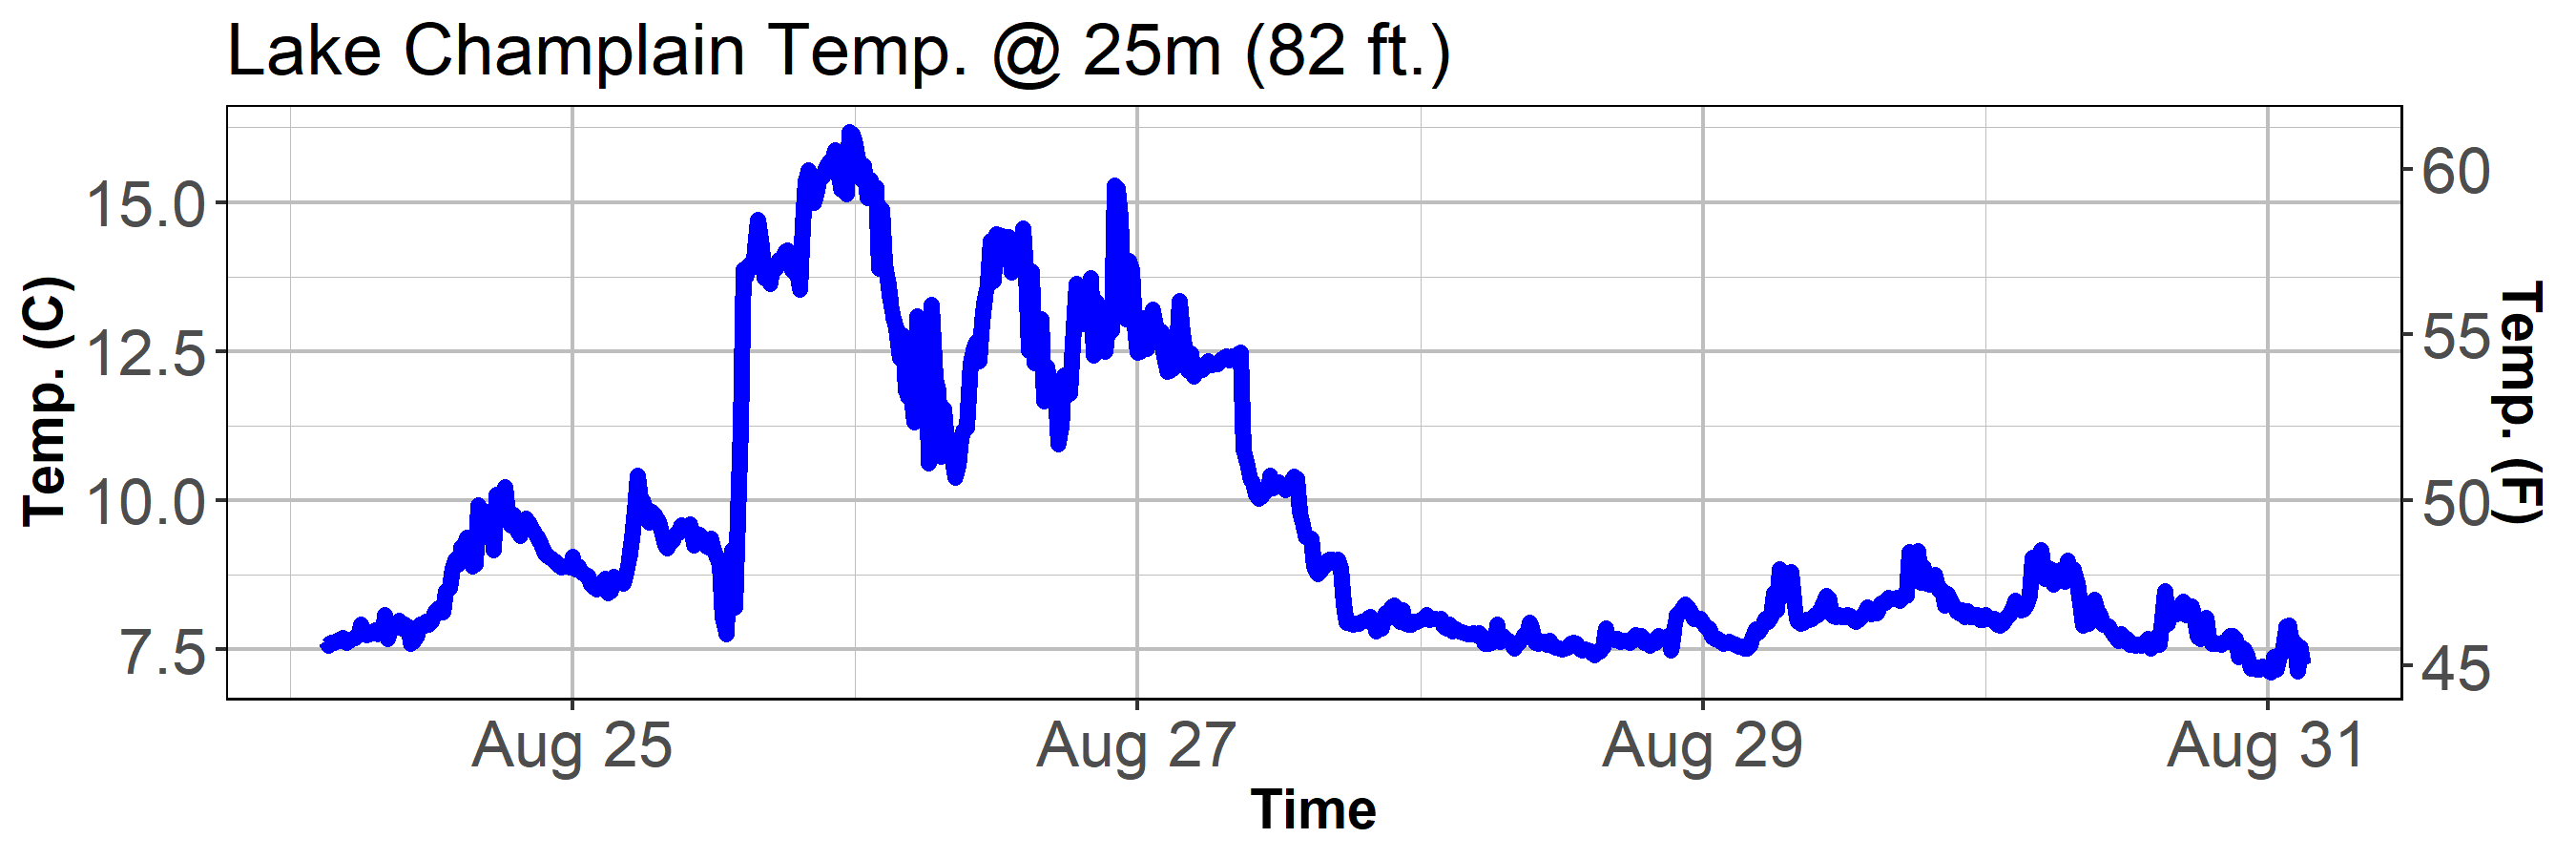 Lake Champlain Temp. @ 25m (82 ft.)
Temp. (C)
15.0
12.5
10.0
7.5
60
55
50
45
Temp. (F)
Aug 25
Aug 27
Aug 29
Aug 31
Time